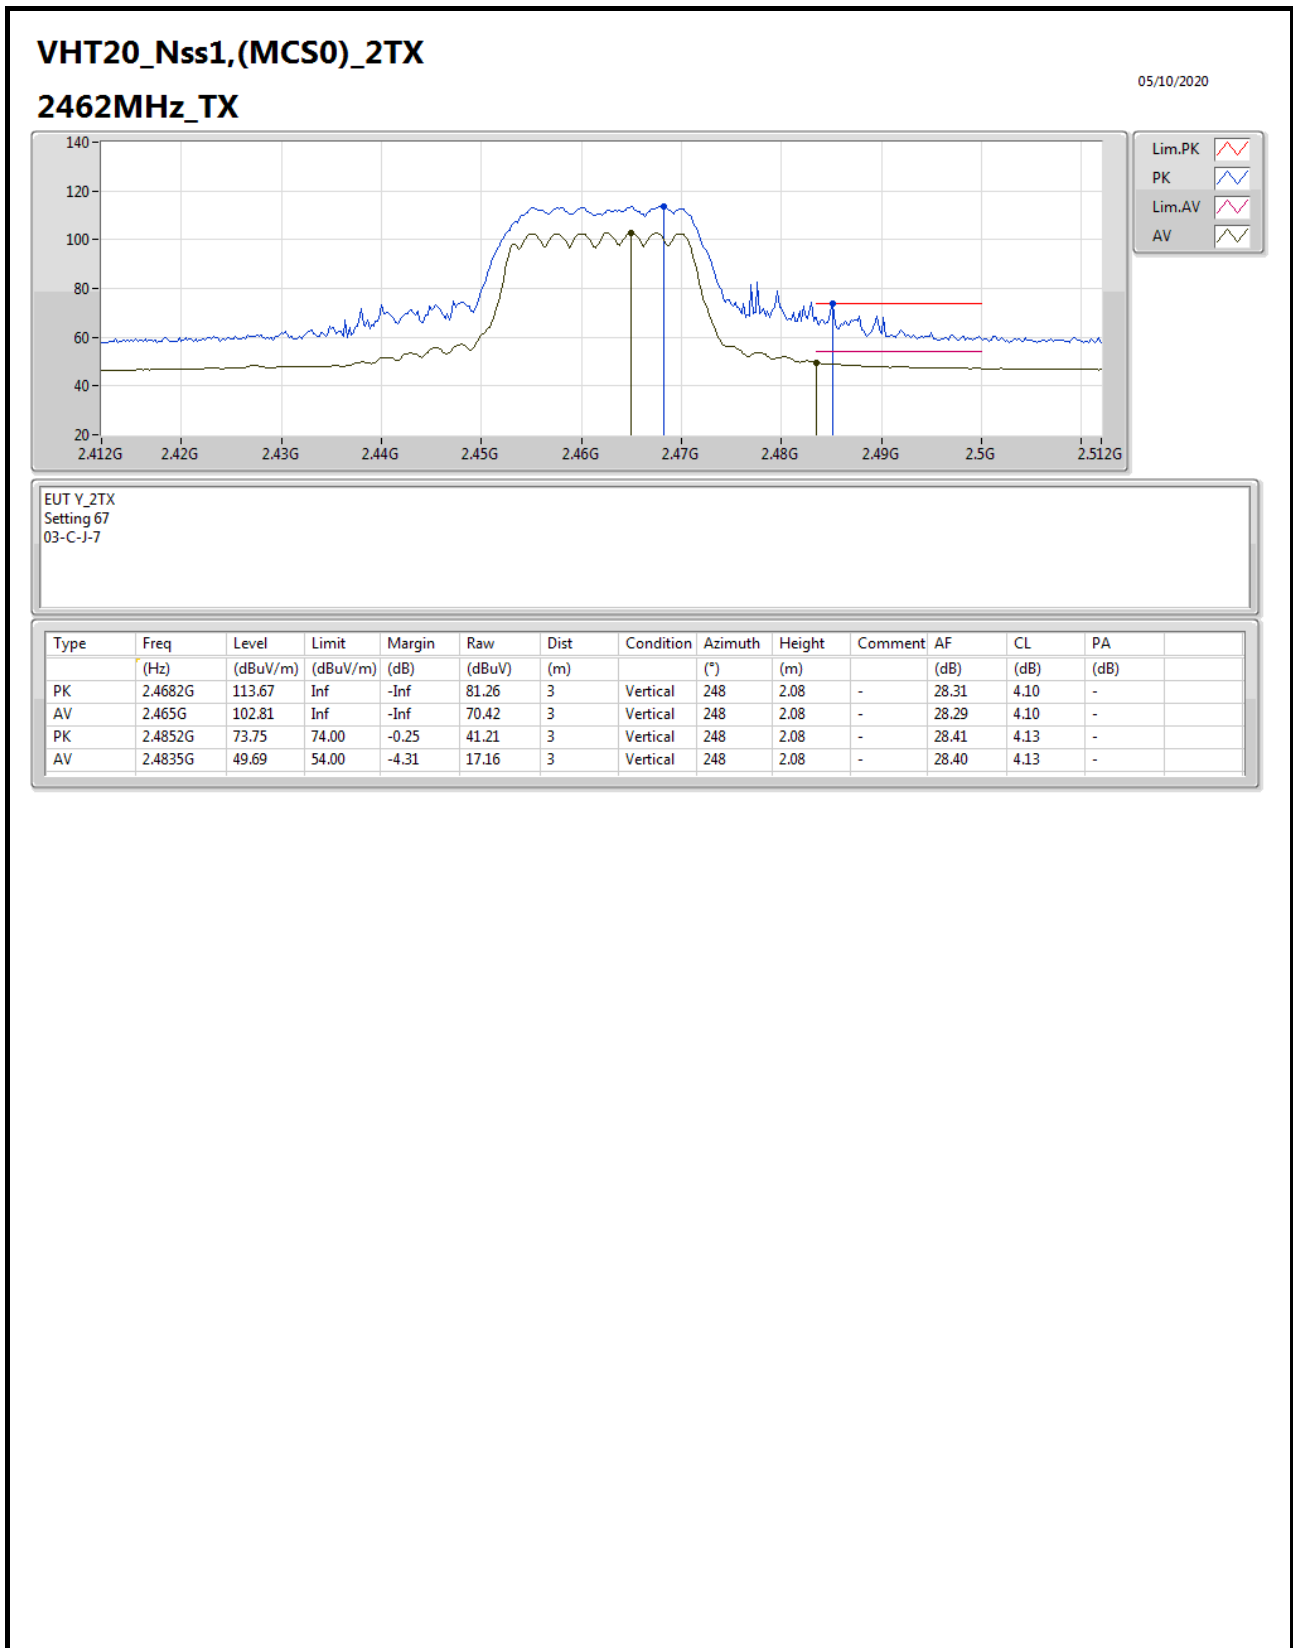 VHT20_Nss1,(MCS0)_2TX
05/10/2020
2462MHz_TX
140
120
100
80
60
40
20
2.412G 2.42G 2.43G 2.44G 2.45G 2.46G 2.47G 2.48G 2.49G 2.5G 2.512G
Lim.PK
PK
Lim.AV
AV
EUT Y_2TX
Setting 67
03-C-J-7
Type Freq Level Limit Margin Raw Dist Condition Azimuth Height Comment AF CL PA
(Hz) (dBuV/m) (dBuV/m) (dB) (dBuV) (m) (°) (m) (dB) (dB) (dB)
PK 2.4682G 113.67 Inf -Inf 81.26 3 Vertical 248 2.08 - 28.31 4.10 -
AV 2.465G 102.81 Inf -Inf 70.42 3 Vertical 248 2.08 - 28.29 4.10 -
PK 2.4852G 73.75 74.00 -0.25 41.21 3 Vertical 248 2.08 - 28.41 4.13 -
AV 2.4835G 49.69 54.00 -4.31 17.16 3 Vertical 248 2.08 - 28.40 4.13 -